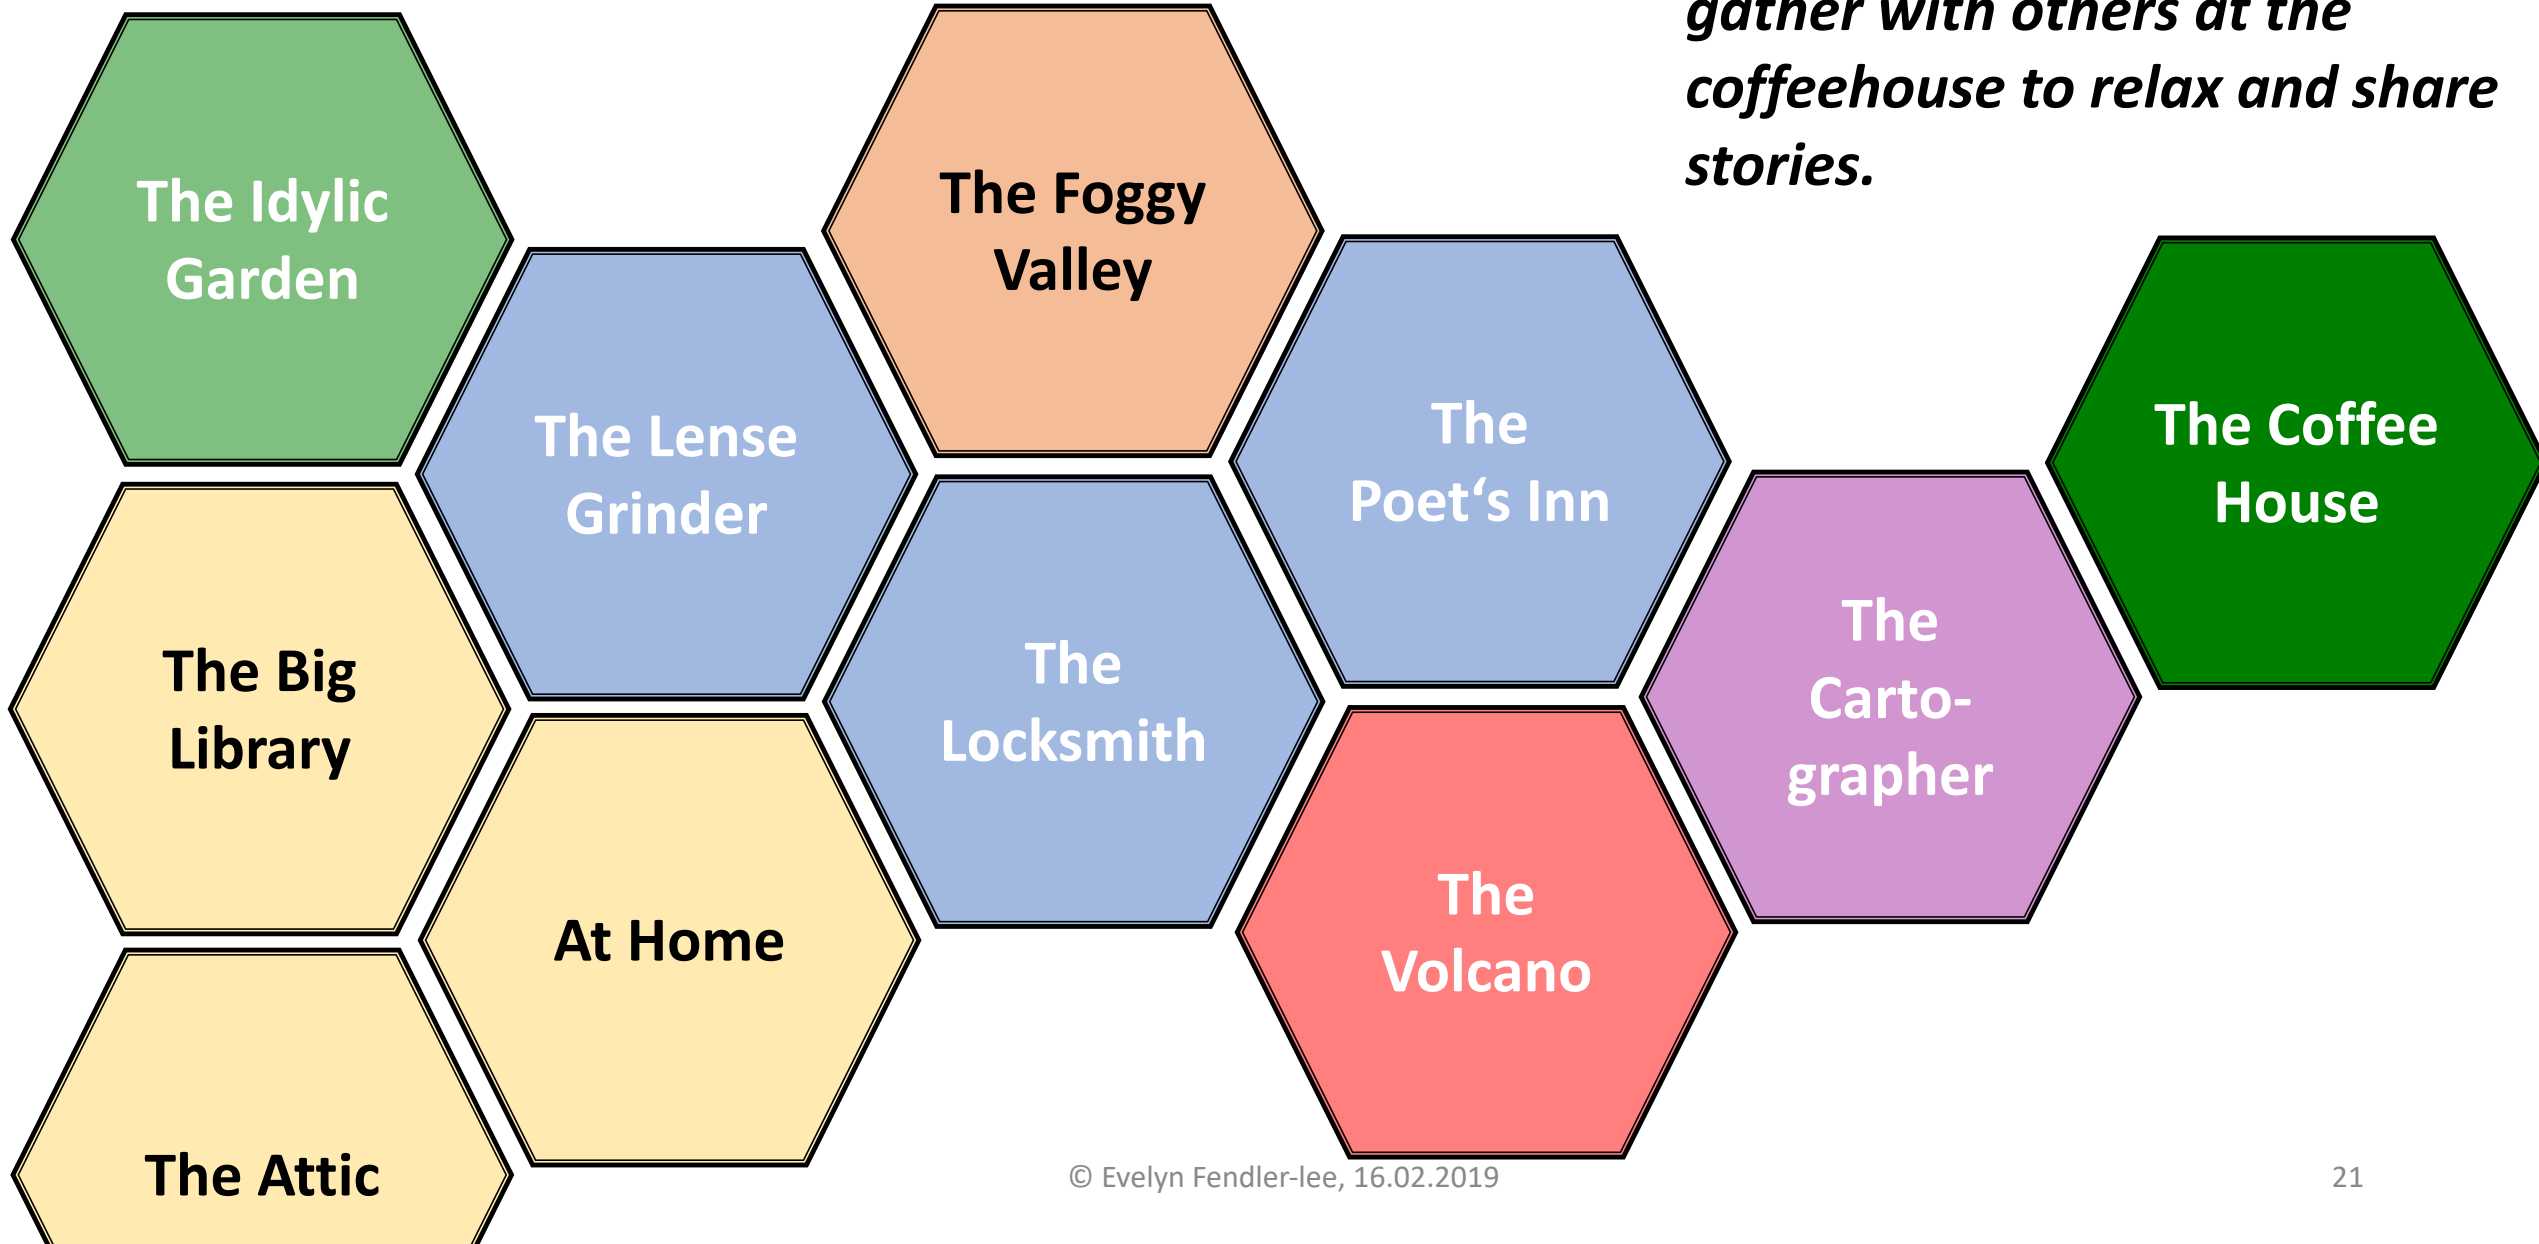 gather with others at the
coffeehouse to relax and share
stories.
The Idylic
Garden
The Foggy
Valley
The Lense
Grinder
The
Poet‘s Inn
The Coffee
House
The Big
Library
The
Locksmith
The
Carto-
grapher
At Home
The
Volcano
The Attic
© Evelyn Fendler-lee, 16.02.2019
21